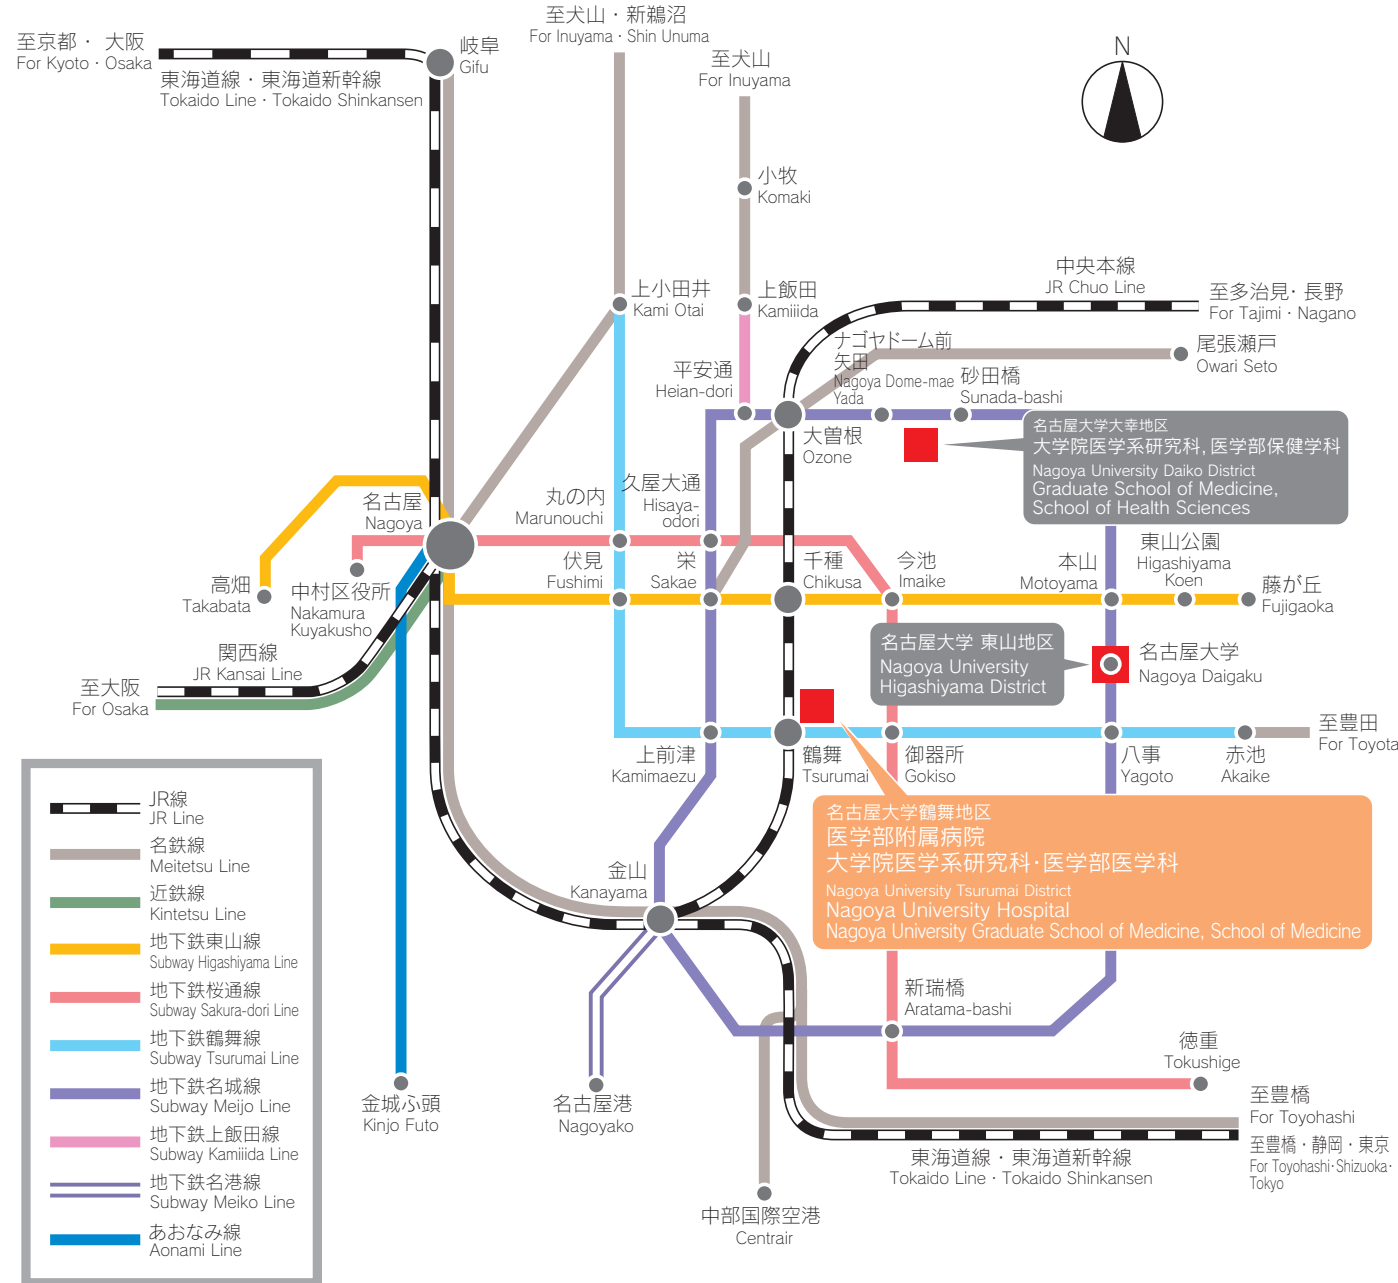 至犬山・新鵜沼
For Inuyama・Shin Unuma
至京都・ 大阪
For Kyoto・Osaka
岐阜
Gifu
至犬山
For Inuyama
N
東海道線・東海道新幹線
Tokaido Line・Tokaido Shinkansen
小牧
Komaki
中央本線
JR Chuo Line
上小田井
Kami Otai
上飯田
Kamiiida
至多治見・長野
For Tajimi・Nagano
ナゴヤドーム前
矢田
Nagoya Dome-mae
Yada
尾張瀬戸
Owari Seto
平安通
Heian-dori
砂田橋
Sunada-bashi
大曽根
Ozone
名古屋大学大幸地区
大学院医学系研究科, 医学部保健学科
Nagoya University Daiko District
Graduate School of Medicine,
School of Health Sciences
名古屋
Nagoya
丸の内
Marunouchi
久屋大通
Hisaya-
odori
高畑
Takabata
中村区役所
Nakamura
Kuyakusho
伏見
Fushimi
栄
Sakae
千種
Chikusa
今池
Imaike
本山
Motoyama
東山公園
Higashiyama
Koen
藤が丘
Fujigaoka
関西線
JR Kansai Line
至大阪
For Osaka
名古屋大学 東山地区
Nagoya University
Higashiyama District
名古屋大学
Nagoya Daigaku
上前津
Kamimaezu
鶴舞
Tsurumai
御器所
Gokiso
八事
Yagoto
赤池
Akaike
至豊田
For Toyota
名古屋大学鶴舞地区
医学部附属病院
大学院医学系研究科・医学部医学科
Nagoya University Tsurumai District
Nagoya University Hospital
Nagoya University Graduate School of Medicine, School of Medicine
金山
Kanayama
新瑞橋
Aratama-bashi
徳重
Tokushige
金城ふ頭
Kinjo Futo
名古屋港
Nagoyako
至豊橋
For Toyohashi
至豊橋・静岡・東京
For Toyohashi・Shizuoka・
Tokyo
東海道線・東海道新幹線
Tokaido Line・Tokaido Shinkansen
中部国際空港
Centrair
JR線
JR Line
名鉄線
Meitetsu Line
近鉄線
Kintetsu Line
地下鉄東山線
Subway Higashiyama Line
地下鉄桜通線
Subway Sakura-dori Line
地下鉄鶴舞線
Subway Tsurumai Line
地下鉄名城線
Subway Meijo Line
地下鉄上飯田線
Subway Kamiiida Line
地下鉄名港線
Subway Meiko Line
あおなみ線
Aonami Line